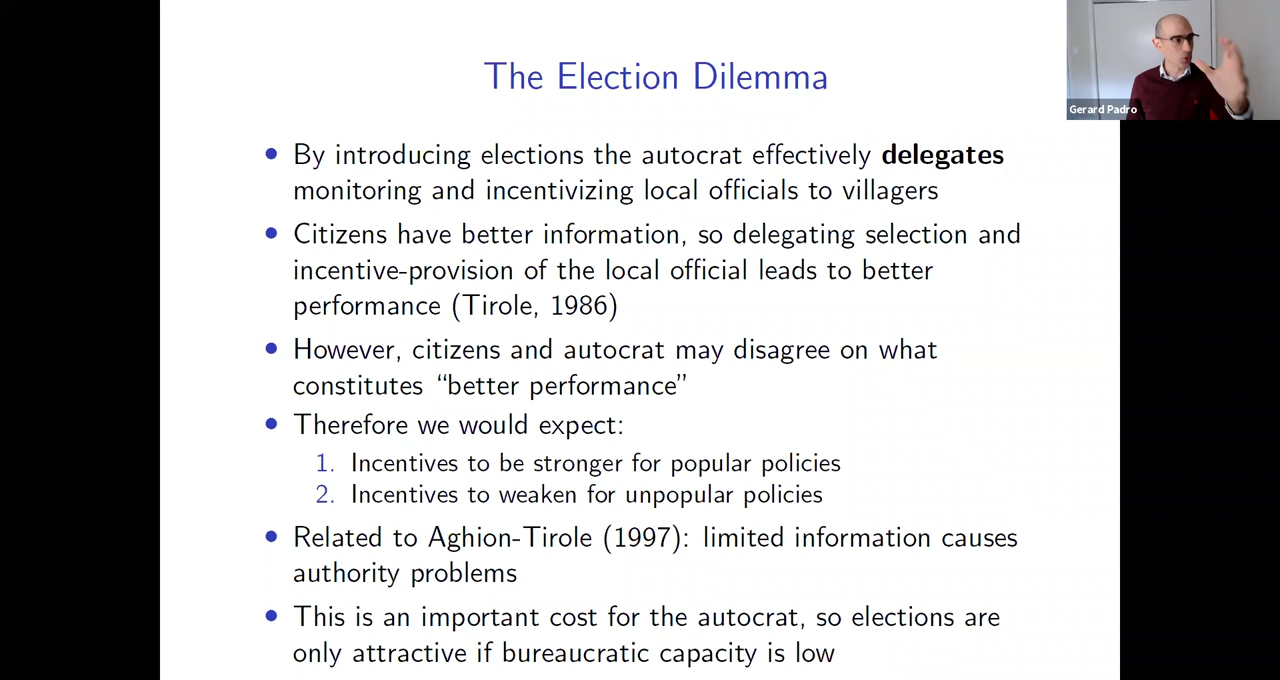 The Election Dilemma
Gerard Padro
• By introducing elections the autocrat effectively delegates
monitoring and incentivizing local officials to villagers
• Citizens have better information, so delegating selection and
incentive-provision of the local official leads to better
performance (Tirole, 1986)
• However, citizens and autocrat may disagree on what
constitutes “better performance”
• Therefore we would expect:
1. Incentives to be stronger for popular policies
2. Incentives to weaken for unpopular policies
• Related to Aghion-Tirole (1997): limited information causes
authority problems
• This is an important cost for the autocrat, so elections are
only attractive if bureaucratic capacity is low